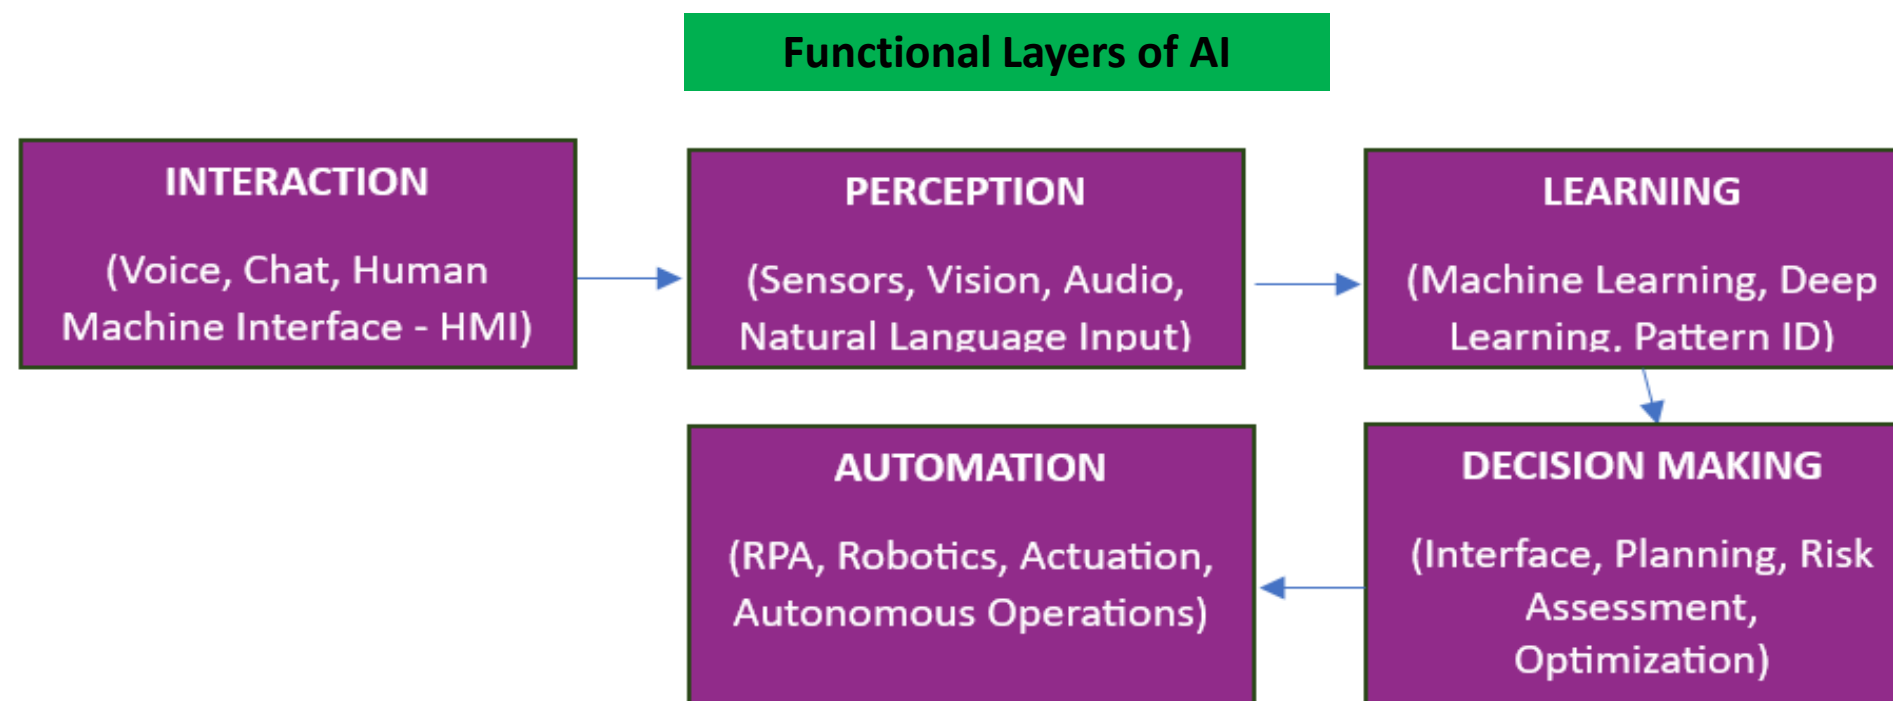 Functional Layers of AI
INTERACTION
(Voice, Chat, Human
Machine Interface - HMI)
PERCEPTION
(Sensors, Vision, Audio,
Natural Language Input)
LEARNING
(Machine Learning, Deep
Learning, Pattern ID)
DECISION MAKING
(Interface, Planning, Risk
Assessment,
Optimization)
AUTOMATION
(RPA, Robotics, Actuation,
Autonomous Operations)